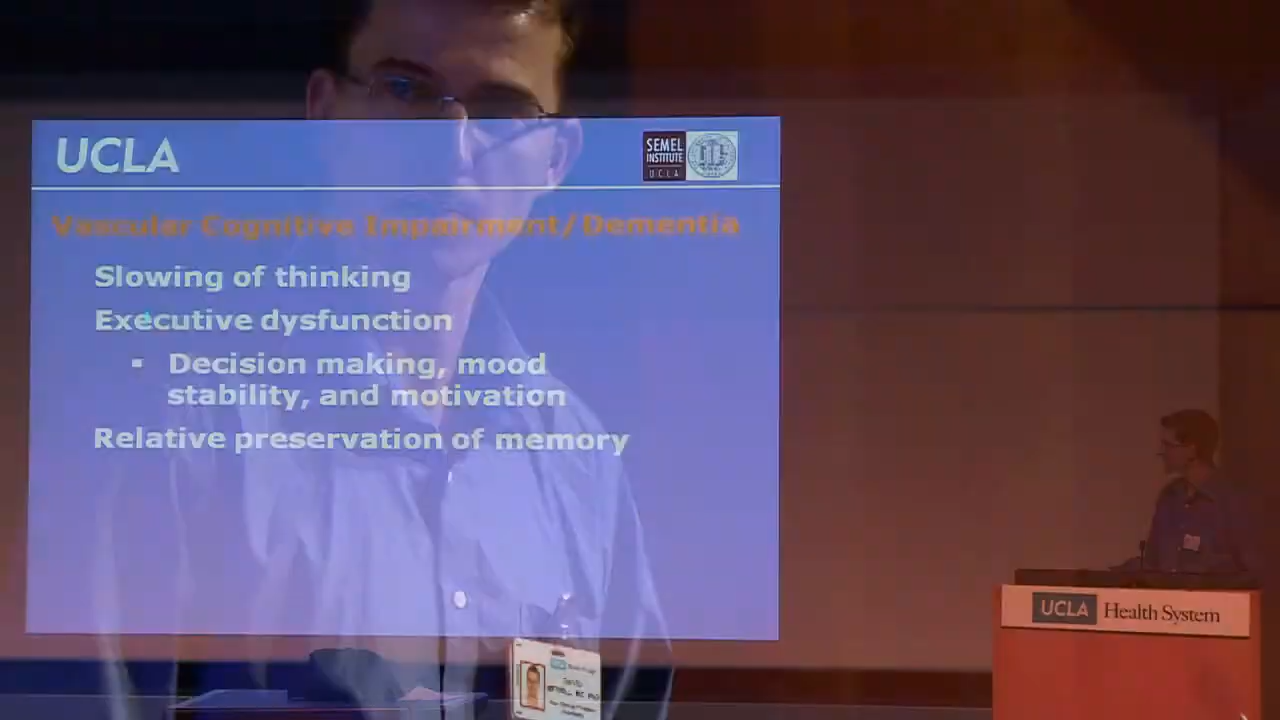 UCLA
SEMEL
INSTITUTE
UCLA
Vascular Cognitive Impairment/Dementia
Slowing of thinking
Executive dysfunction
▪ Decision making, mood
stability, and motivation
Relative preservation of memory
UCLA Health System
UCLA